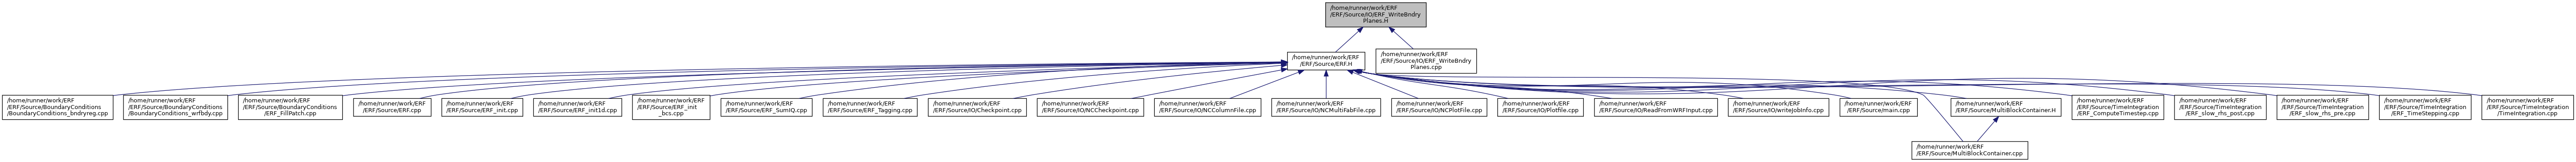 /home/runner/work/ERF
/ERF/Source/IO/ERF_WriteBndry
Planes.H
/home/runner/work/ERF
/ERF/Source/ERF.H
/home/runner/work/ERF
/ERF/Source/IO/ERF_WriteBndry
Planes.cpp
/home/runner/work/ERF
/ERF/Source/BoundaryConditions
/BoundaryConditions_bndryreg.cpp
/home/runner/work/ERF
/ERF/Source/BoundaryConditions
/BoundaryConditions_wrfbdy.cpp
/home/runner/work/ERF
/ERF/Source/BoundaryConditions
/ERF_FillPatch.cpp
/home/runner/work/ERF
/ERF/Source/ERF.cpp
/home/runner/work/ERF
/ERF/Source/ERF_init.cpp
/home/runner/work/ERF
/ERF/Source/ERF_init1d.cpp
/home/runner/work/ERF
/ERF/Source/ERF_init
_bcs.cpp
/home/runner/work/ERF
/ERF/Source/ERF_SumIQ.cpp
/home/runner/work/ERF
/ERF/Source/ERF_Tagging.cpp
/home/runner/work/ERF
/ERF/Source/IO/Checkpoint.cpp
/home/runner/work/ERF
/ERF/Source/IO/NCCheckpoint.cpp
/home/runner/work/ERF
/ERF/Source/IO/NCColumnFile.cpp
/home/runner/work/ERF
/ERF/Source/IO/NCMultiFabFile.cpp
/home/runner/work/ERF
/ERF/Source/IO/NCPlotFile.cpp
/home/runner/work/ERF
/ERF/Source/IO/Plotfile.cpp
/home/runner/work/ERF
/ERF/Source/IO/ReadFromWRFInput.cpp
/home/runner/work/ERF
/ERF/Source/IO/writeJobInfo.cpp
/home/runner/work/ERF
/ERF/Source/main.cpp
/home/runner/work/ERF
/ERF/Source/MultiBlockContainer.H
/home/runner/work/ERF
/ERF/Source/TimeIntegration
/ERF_ComputeTimestep.cpp
/home/runner/work/ERF
/ERF/Source/TimeIntegration
/ERF_slow_rhs_post.cpp
/home/runner/work/ERF
/ERF/Source/TimeIntegration
/ERF_slow_rhs_pre.cpp
/home/runner/work/ERF
/ERF/Source/TimeIntegration
/ERF_TimeStepping.cpp
/home/runner/work/ERF
/ERF/Source/TimeIntegration
/TimeIntegration.cpp
/home/runner/work/ERF
/ERF/Source/MultiBlockContainer.cpp